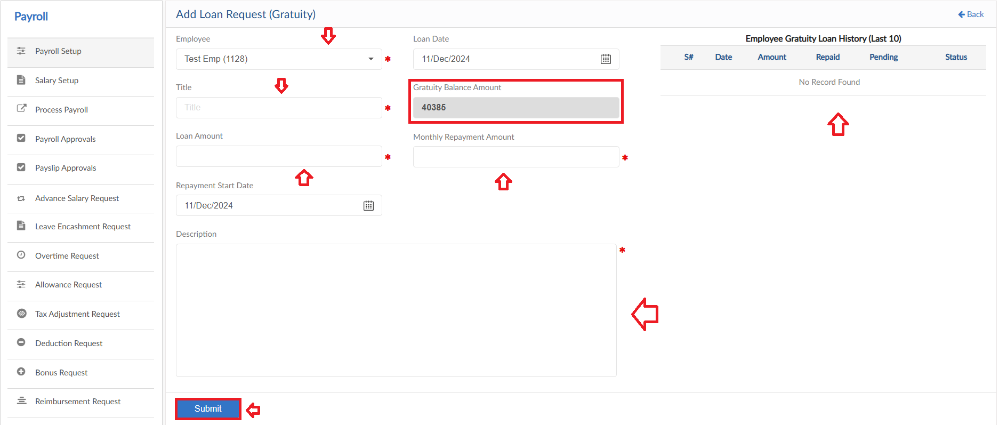 Payroll
Payroll Setup
Salary Setup
Process Payroll
Payroll Approvals
Payslip Approvals
Advance Salary Request
Leave Encashment Request
Overtime Request
Allowance Request
Tax Adjustment Request
Deduction Request
Bonus Request
Reimbursement Request
Add Loan Request (Gratuity)
Back
Employee
Test Emp (1128)
*
Loan Date
11/Dec/2024
Title
Title
*
Gratuity Balance Amount
40385
Loan Amount
*
Monthly Repayment Amount
*
Repayment Start Date
11/Dec/2024
Description
*
Submit
Employee Gratuity Loan History (Last 10)
S# Date Amount Repaid Pending Status
No Record Found